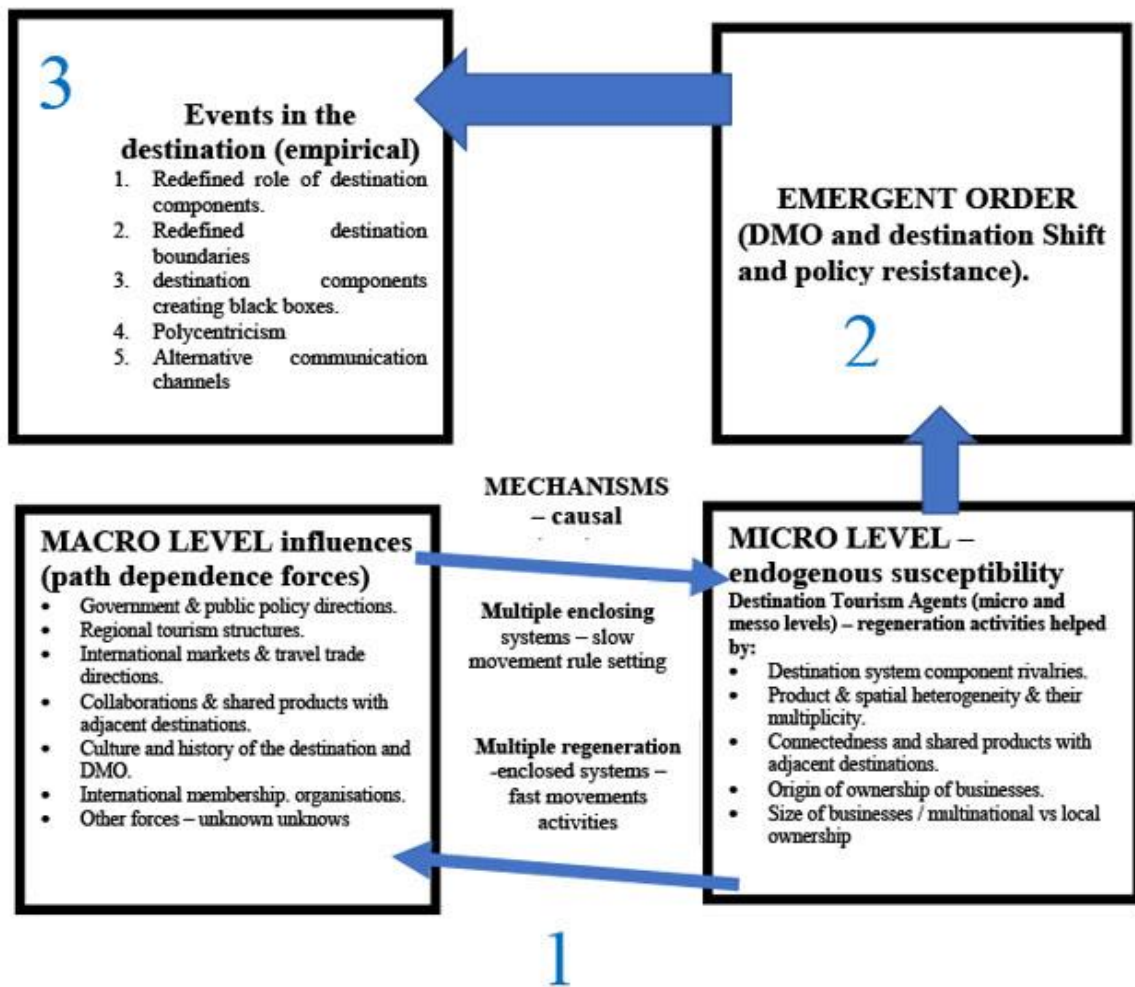 3
Events in the
destination (empirical)
1. Redefined role of destination
components.
2. Redefined destination
boundaries
3. destination components
creating black boxes.
4. Polycentricism
5. Alternative communication
channels
EMERGENT ORDER
(DMO and destination Shift
and policy resistance).
2
MACRO LEVEL influences
(path dependence forces)
• Government & public policy directions.
• Regional tourism structures.
• International markets & travel trade
directions.
• Collaborations & shared products with
adjacent destinations.
• Culture and history of the destination and
DMO.
• International membership. organisations.
• Other forces – unknown unknows
MECHANISMS
– causal
Multiple enclosing
systems – slow
movement rule setting
Multiple regeneration
-enclosed systems –
fast movements
activities
MICRO LEVEL –
endogenous susceptibility
Destination Tourism Agents (micro and
messo levels) – regeneration activities helped
by:
• Destination system component rivalries.
• Product & spatial heterogeneity & their
multiplicity.
• Connectedness and shared products with
adjacent destinations.
• Origin of ownership of businesses.
• Size of businesses / multinational vs local
ownership
1